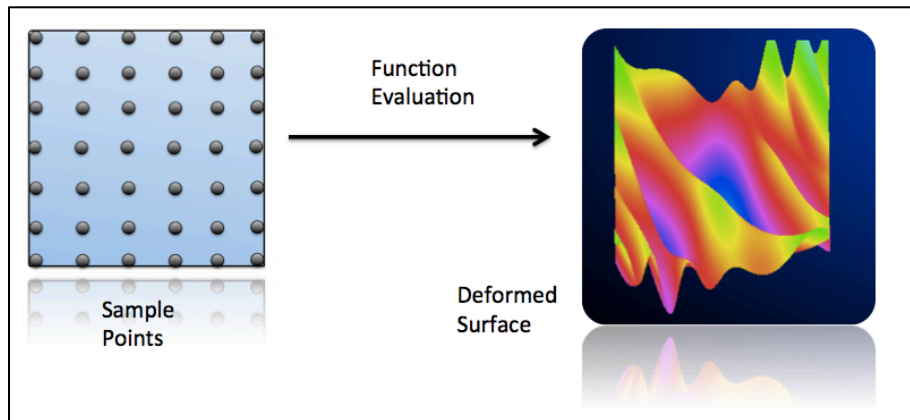 Function
Evaluation
Sample
Points
Deformed
Surface